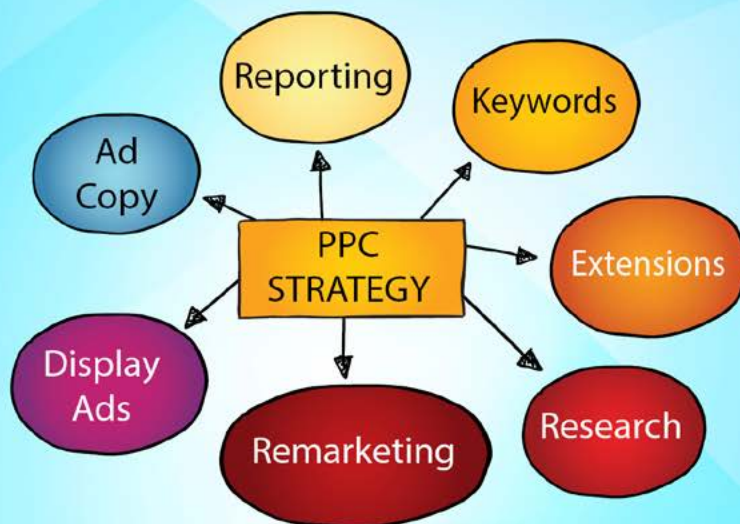 Reporting
Keywords
Ad
Copy
PPC
STRATEGY
Extensions
Display
Ads
Remarketing
Research